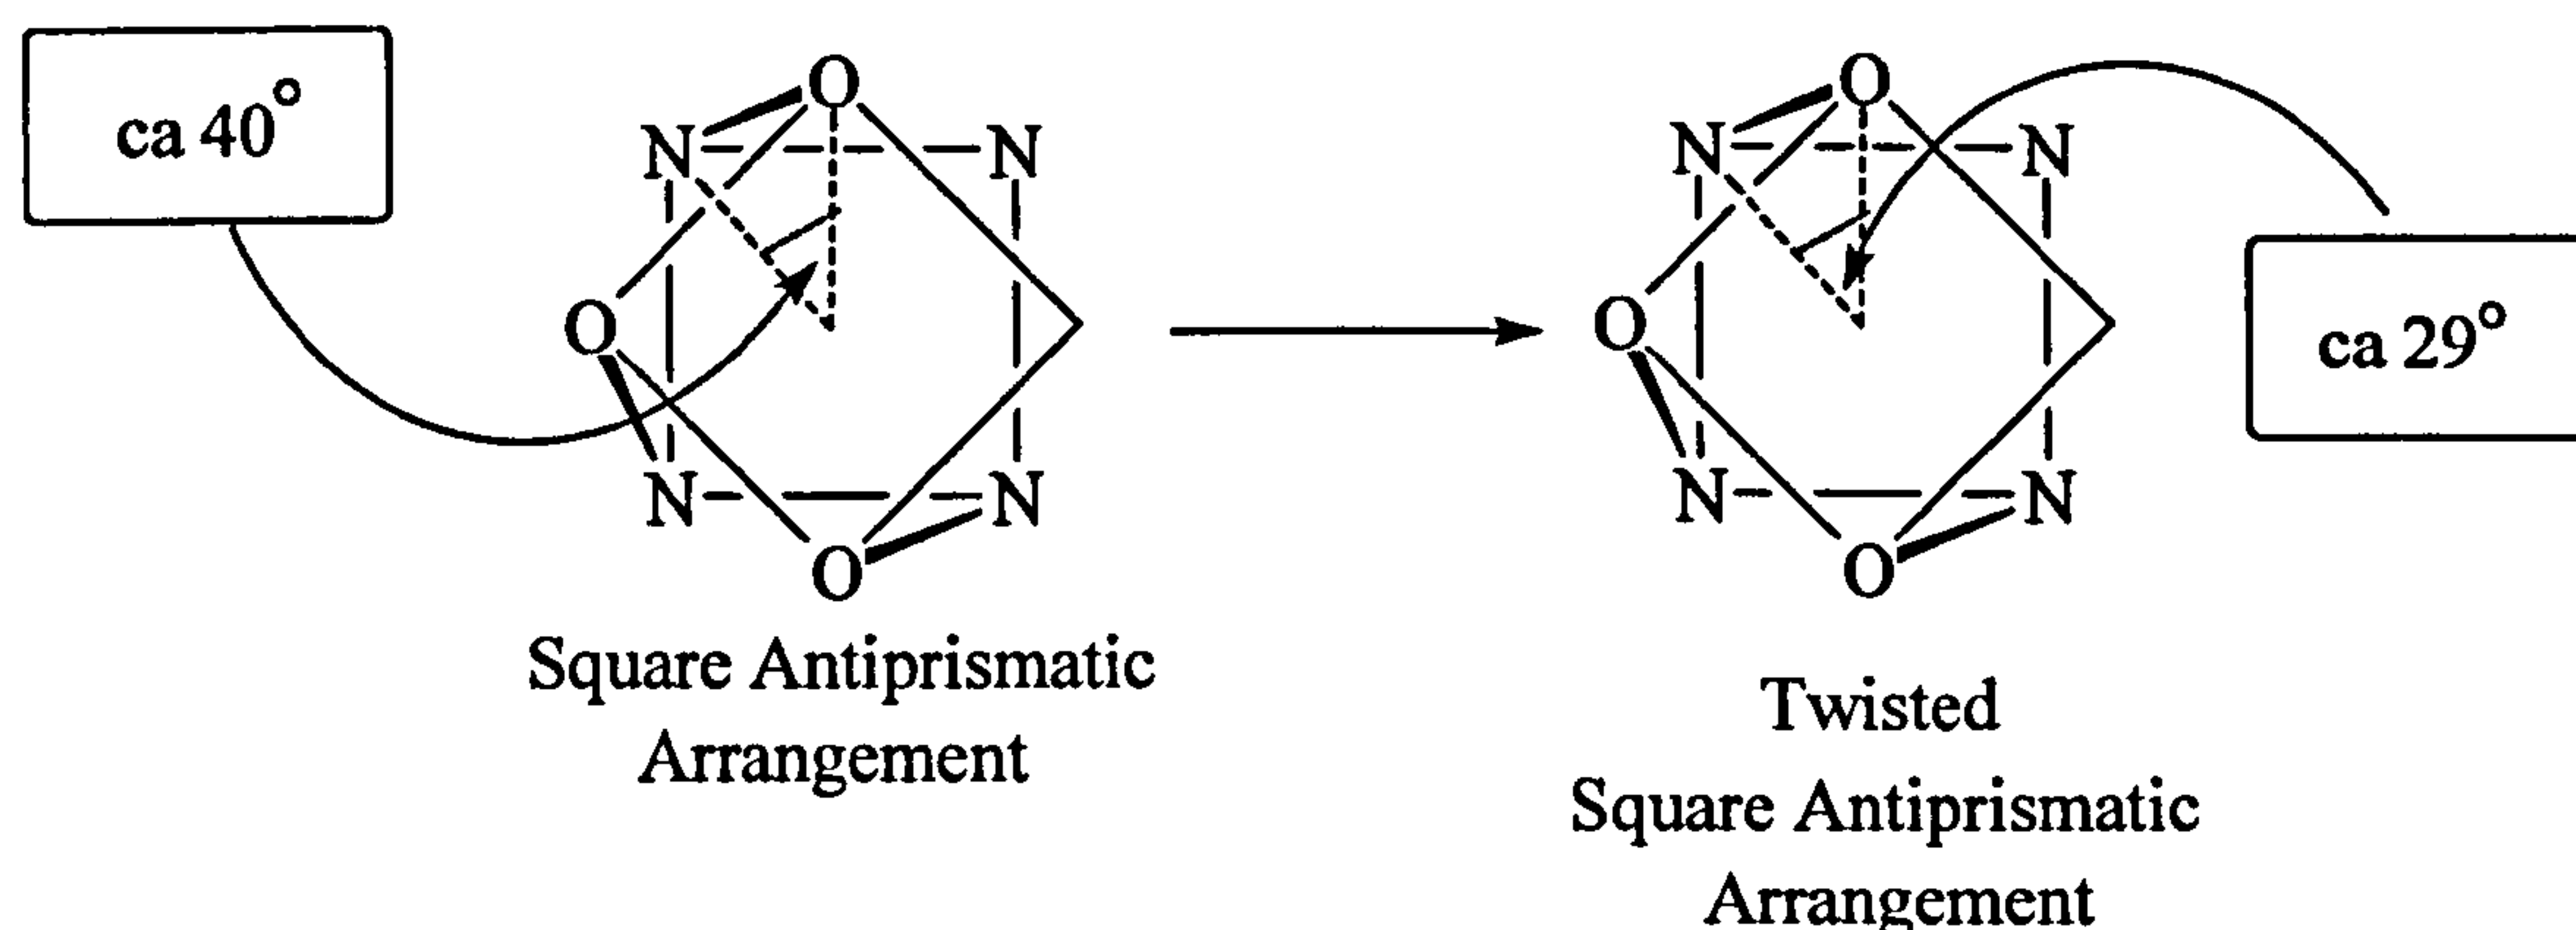 ca 40°
O
N N
O
N N
O
Square Antiprismatic
Arrangement
O
N N
O
N N
O
ca 29°
Twisted
Square Antiprismatic
Arrangement